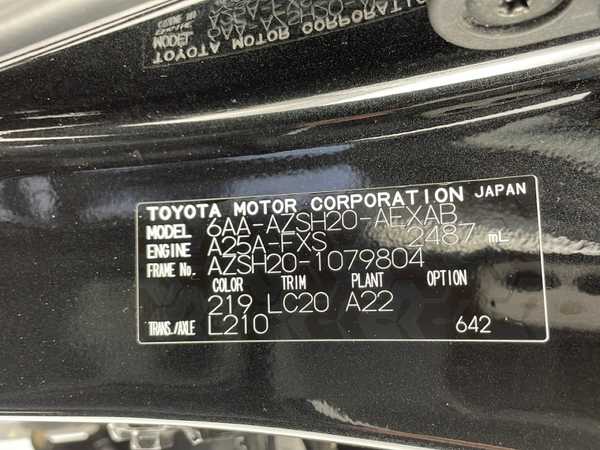 TOYOTA MOTOR CORPORATION JAPAN
MODEL 6AA-AZSH20-AEXAB
ENGINE A25A-FXS 2487 mL
FRAME No. AZSH20-1079804
COLOR TRIM PLANT OPTION
219 LC20 A22
TRANS./AXLE L210 642